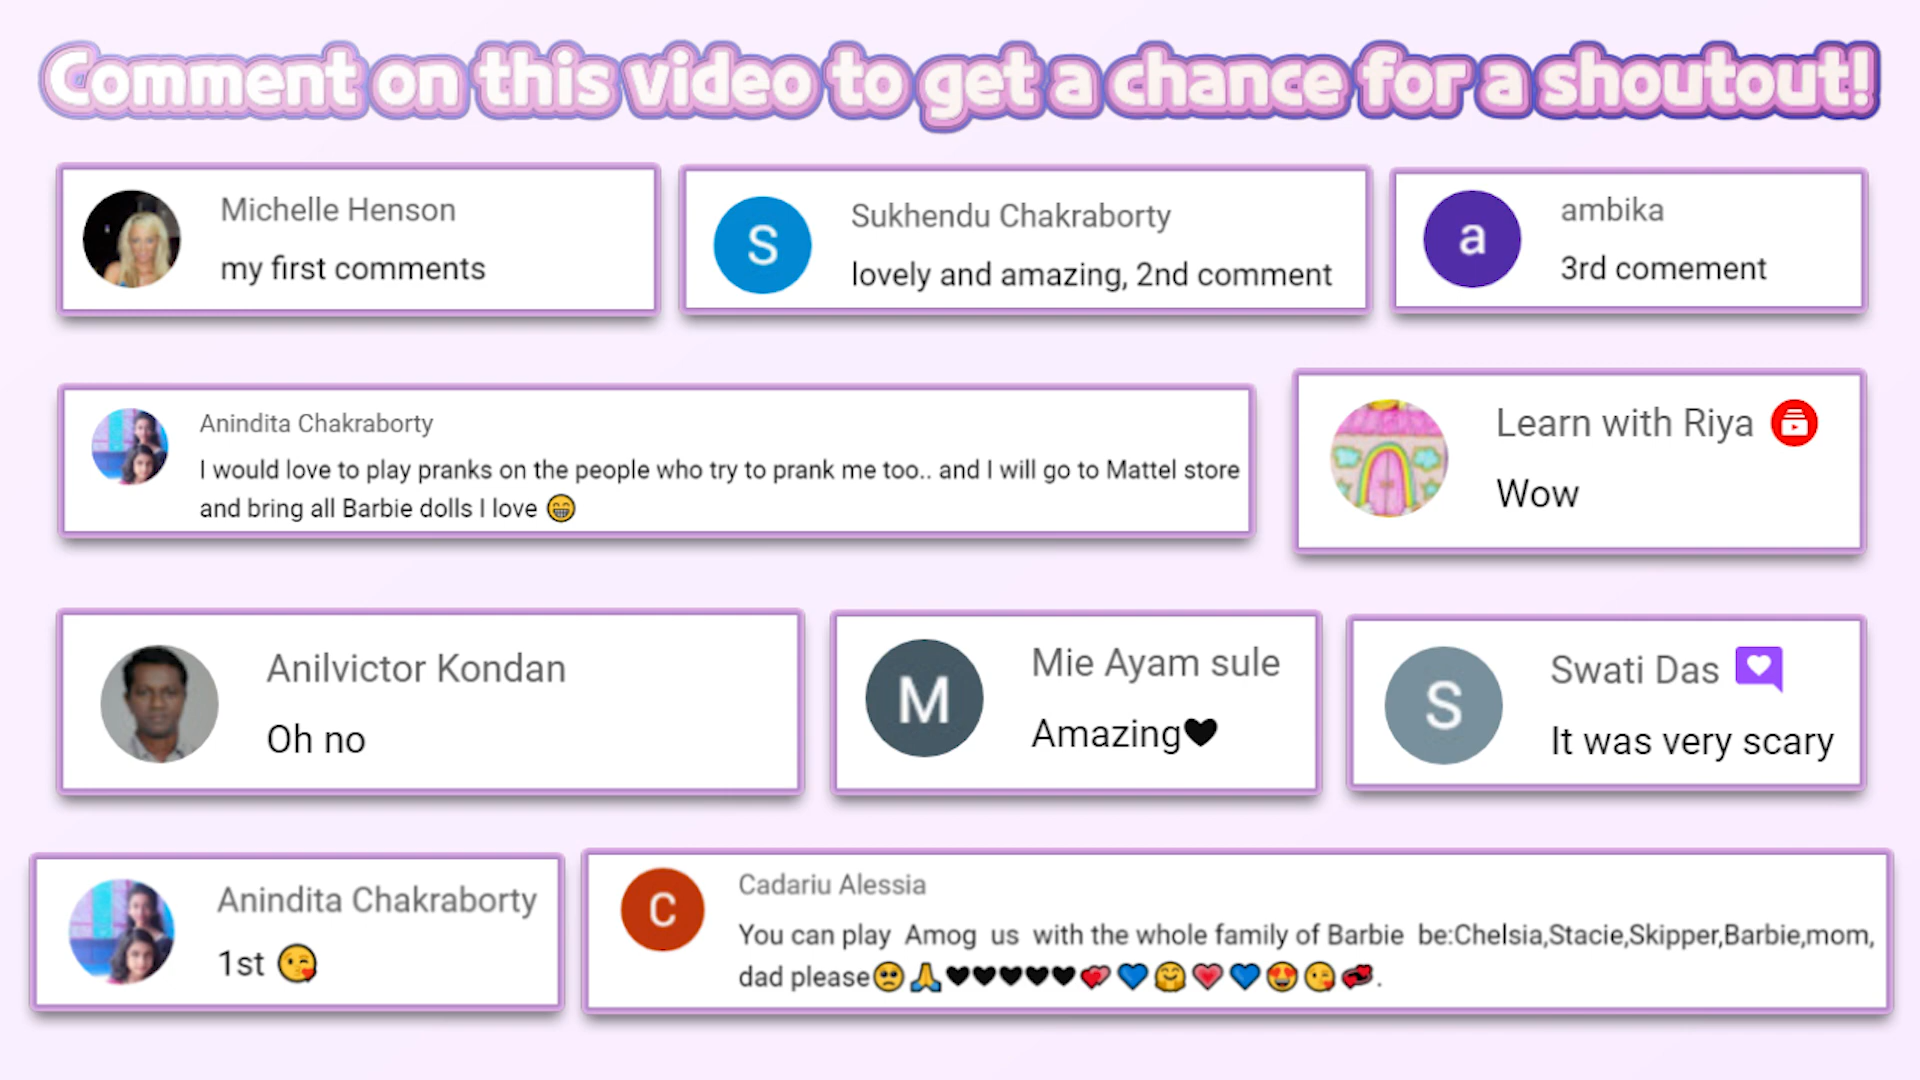 Comment on this video to get a chance for a shoutout!
Michelle Henson
my first comments
S
Sukhendu Chakraborty
lovely and amazing, 2nd comment
a
ambika
3rd comement
Anindita Chakraborty
I would love to play pranks on the people who try to prank me too.. and I will go to Mattel store
and bring all Barbie dolls I love 😁
Learn with Riya
Wow
Anilvictor Kondan
Oh no
M
Mie Ayam sule
Amazing🖤
S
Swati Das
It was very scary
Anindita Chakraborty
1st 😘
C
Cadariu Alessia
You can play  Amog  us  with the whole family of Barbie  be:Chelsia,Stacie,Skipper,Barbie,mom,
dad please🥺🙏🖤🖤🖤🖤🖤💕💙🤗💗💙😍😘💞.